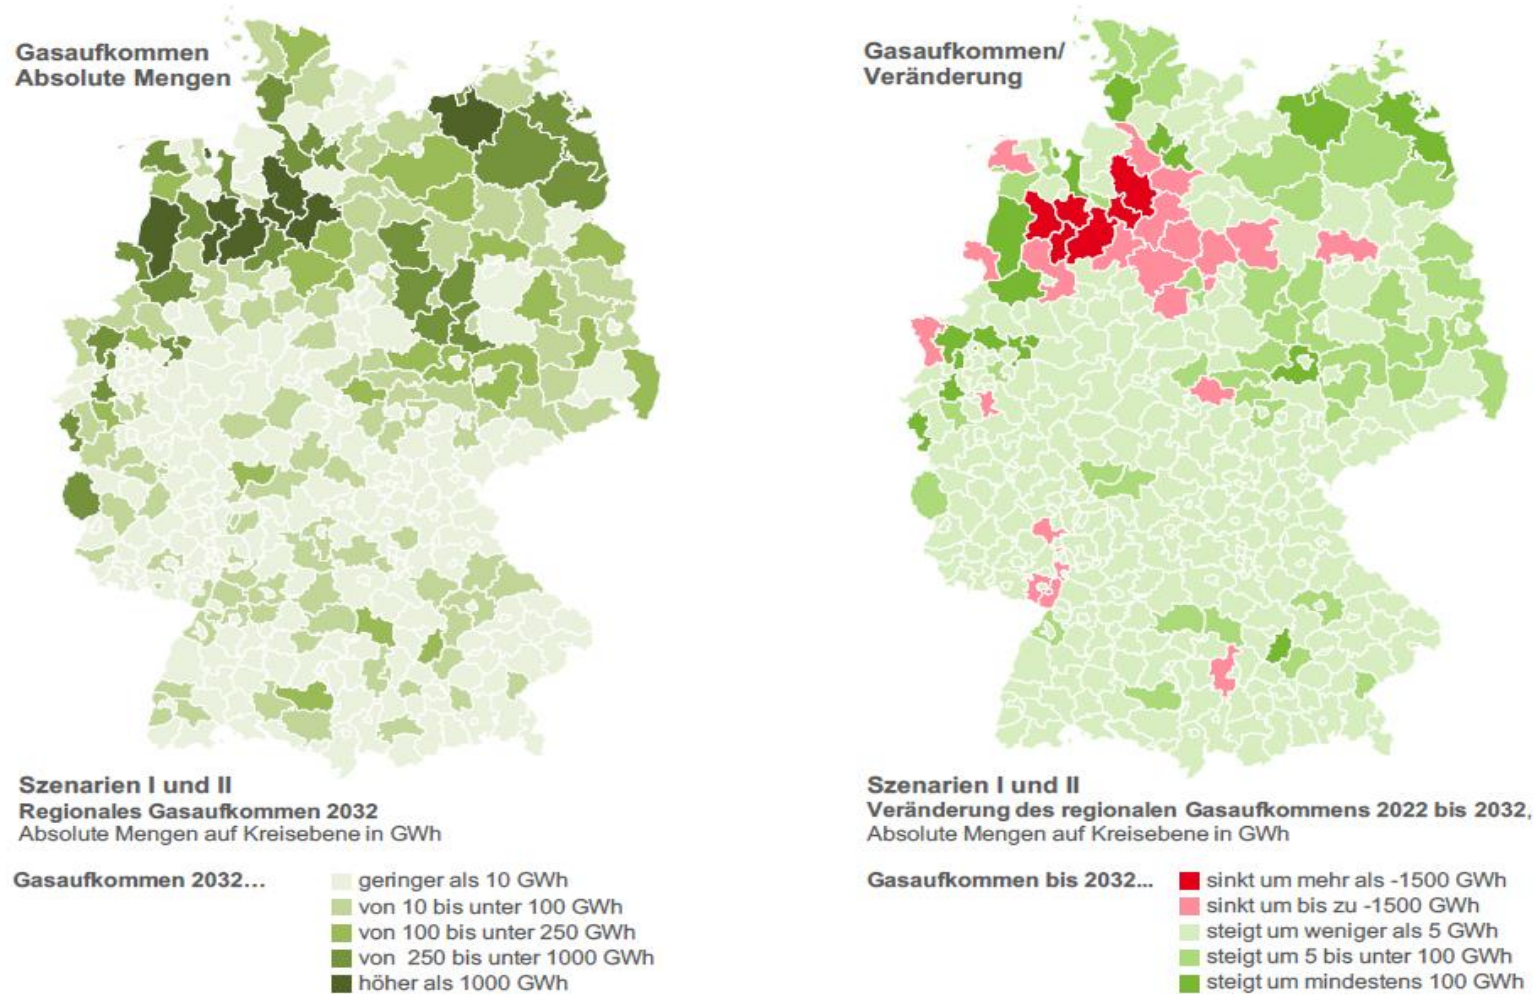 Gasaufkommen
Absolute Mengen
Szenarien I und II
Regionales Gasaufkommen 2032
Absolute Mengen auf Kreisebene in GWh
Gasaufkommen 2032...
geringer als 10 GWh
von 10 bis unter 100 GWh
von 100 bis unter 250 GWh
von 250 bis unter 1000 GWh
höher als 1000 GWh
Gasaufkommen/
Veränderung
Szenarien I und II
Veränderung des regionalen Gasaufkommens 2022 bis 2032,
Absolute Mengen auf Kreisebene in GWh
Gasaufkommen bis 2032...
sinkt um mehr als -1500 GWh
sinkt um bis zu -1500 GWh
steigt um weniger als 5 GWh
steigt um 5 bis unter 100 GWh
steigt um mindestens 100 GWh